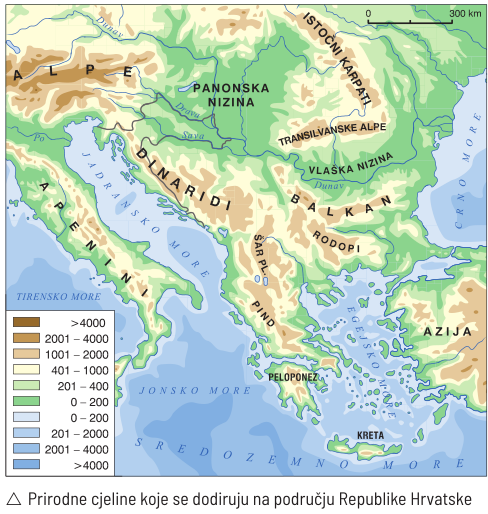 0 300 km
Dunav
ISTOČNI KARPATI
ALPE
PANONSKA
NIZINA
Drava
Sava
TRANSILVANSKE ALPE
Po
VLAŠKA NIZINA
Dunav
CRNO MORE
DINARIDI
JADRANSKO MORE
BALKAN
APENINI
RODOPI
ŠAR PL.
TIRENSKO MORE
PIND
EGEJSKO MORE
AZIJA
>4000
2001 – 4000
1001 – 2000
401 – 1000
201 – 400
0 – 200
0 – 200
201 - 2000
2001 - 4000
>4000
PELOPONEZ
JONSKO MORE
KRETA
SREDOZEMNO MORE
△ Prirodne cjeline koje se dodiruju na području Republike Hrvatske